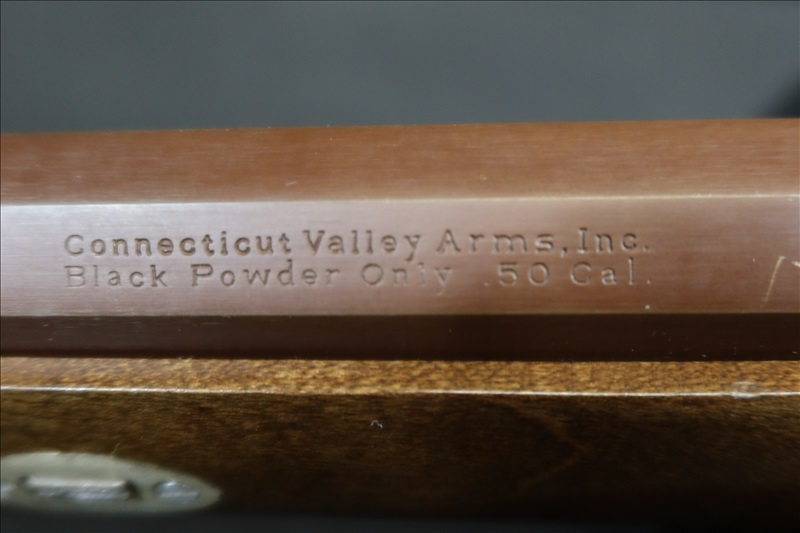 Connecticut Valley Arms, Inc.
Black Powder Only .50 Cal.